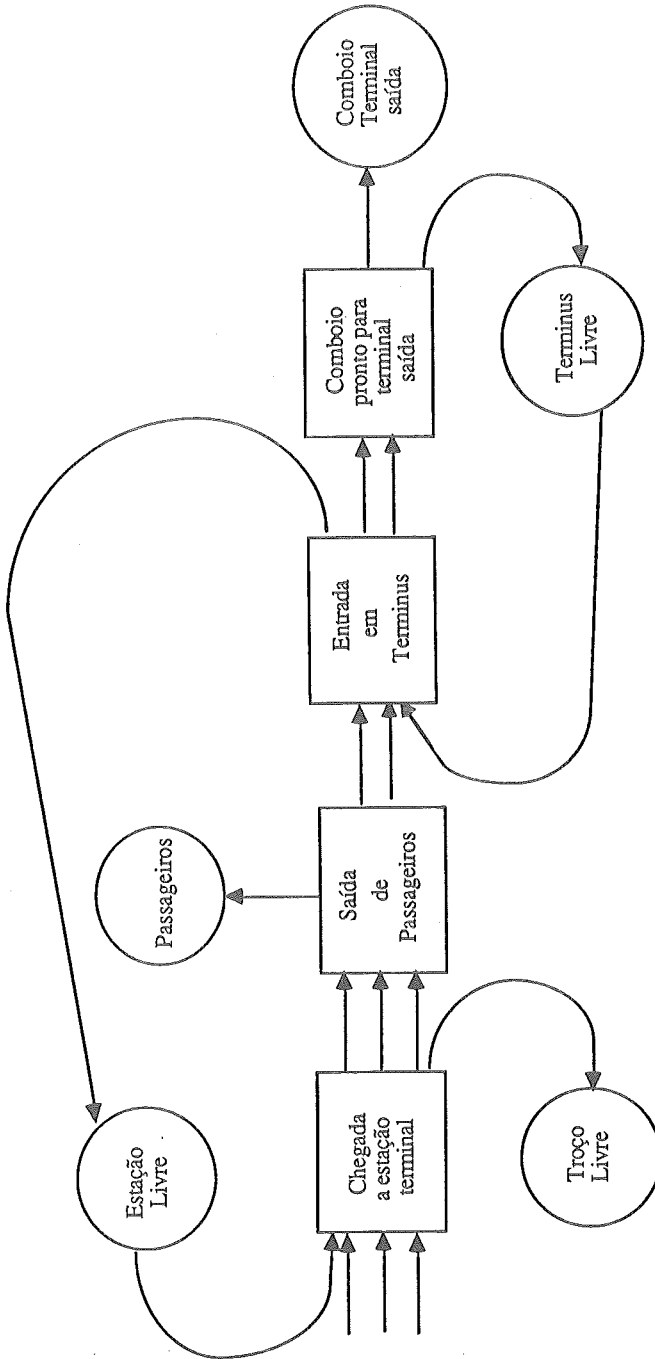 Estação
Livre
Passageiros
Chegada
a estação
terminal
Saída
de
Passageiros
Entrada
em
Terminus
Comboio
pronto para
terminal
saída
Comboio
Terminal
saída
Troço
Livre
Terminus
Livre